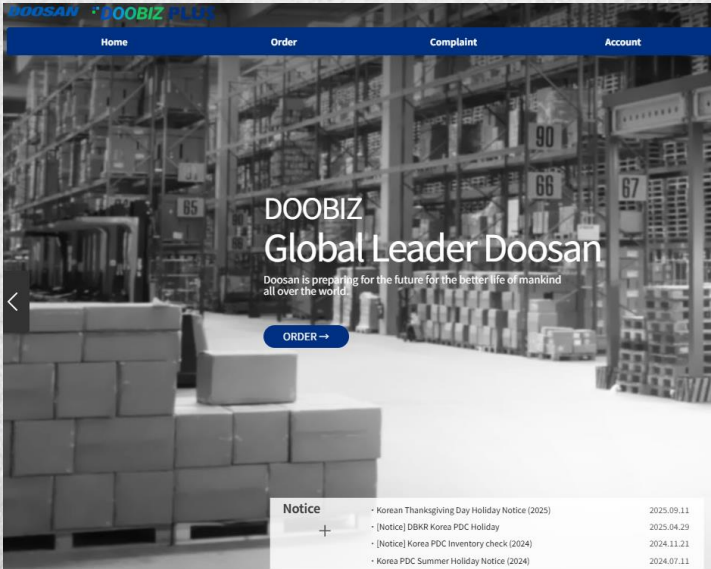 DOOSAN DOOBIZ PLUS
Home Order Complaint Account
90
66
67
65
DOOBIZ
Global Leader Doosan
Doosan is preparing for the future for the better life of mankind
all over the world.
ORDER →
Notice
· Korean Thanksgiving Day Holiday Notice (2025) 2025.09.11
· [Notice] DBKR Korea PDC Holiday 2025.04.29
· [Notice] Korea PDC Inventory check (2024) 2024.11.21
· Korea PDC Summer Holiday Notice (2024) 2024.07.11